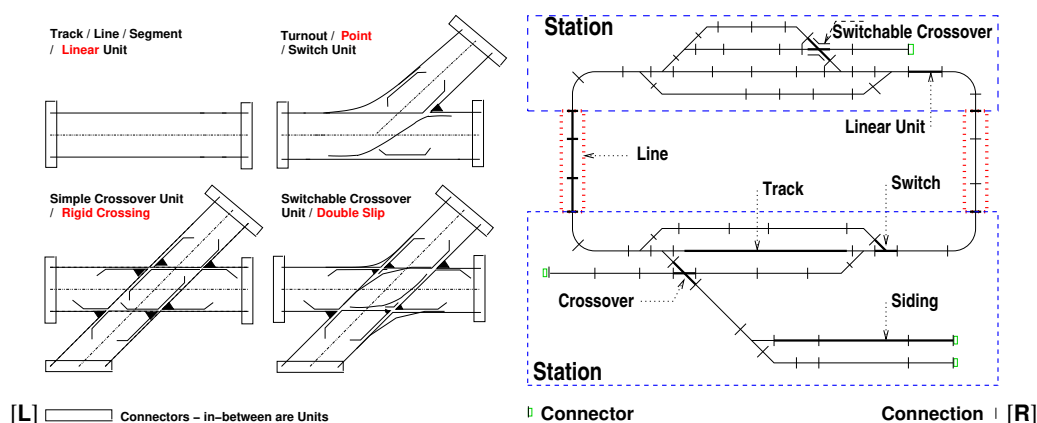 Track / Line / Segment
/ Linear Unit
Turnout / Point
/ Switch Unit
Simple Crossover Unit
/ Rigid Crossing
Switchable Crossover
Unit / Double Slip
[L]
Connectors − in−between are Units
Station
Switchable Crossover
Linear Unit
Line
Track
Switch
Crossover
Siding
Station
Connector
Connection
[R]